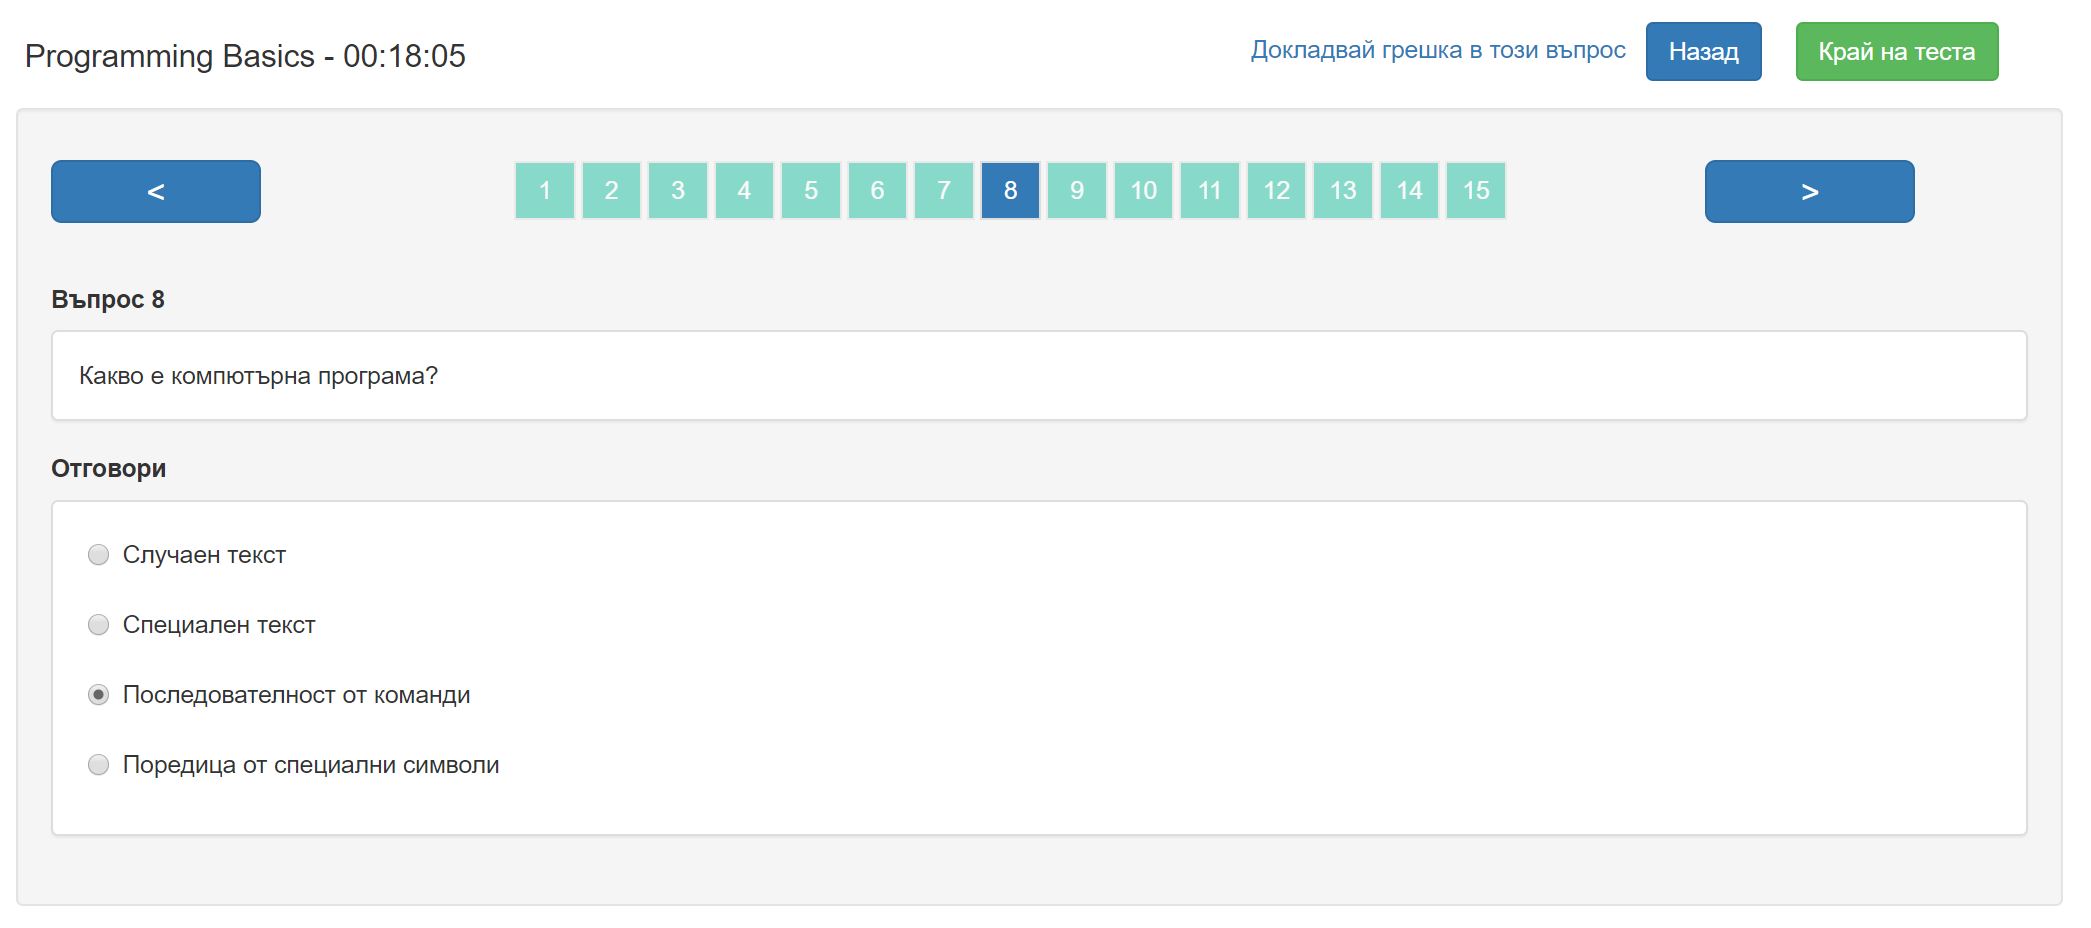 Programming Basics - 00:18:05
Докладвай грешка в този въпрос
Назад
Край на теста
<
1 2 3 4 5 6 7 8 9 10 11 12 13 14 15
>
Въпрос 8
Какво е компютърна програма?
Отговори
Случаен текст
Специален текст
Последователност от команди
Поредица от специални символи